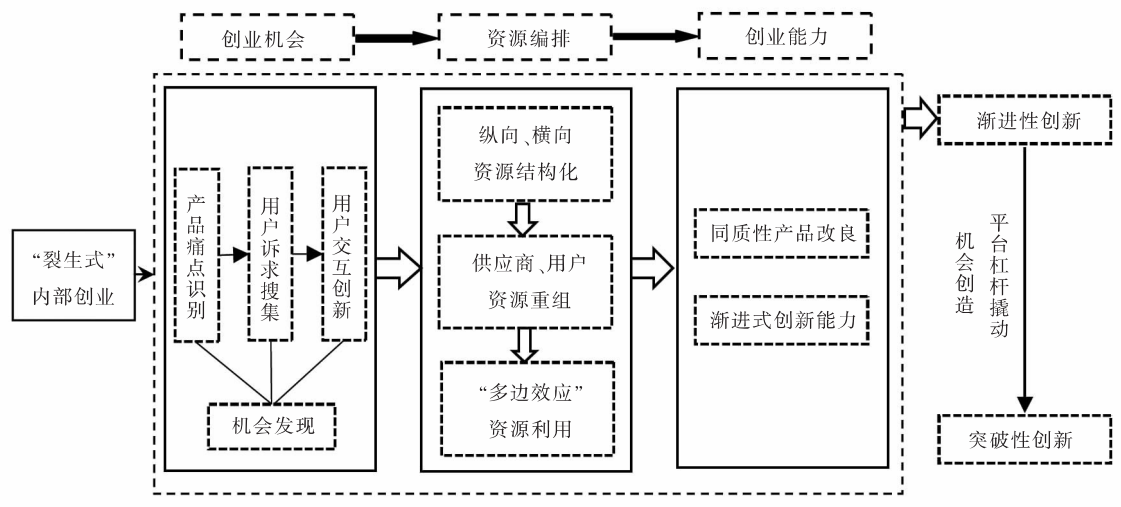 创业机会
资源编排
创业能力
“裂生式”
内部创业
产品痛点识别
用户诉求搜集
用户交互创新
机会发现
纵向、横向
资源结构化
供应商、用户
资源重组
“多边效应”
资源利用
同质性产品改良
渐进式创新能力
渐进性创新
平台杠杆撬动
机会创造
突破性创新